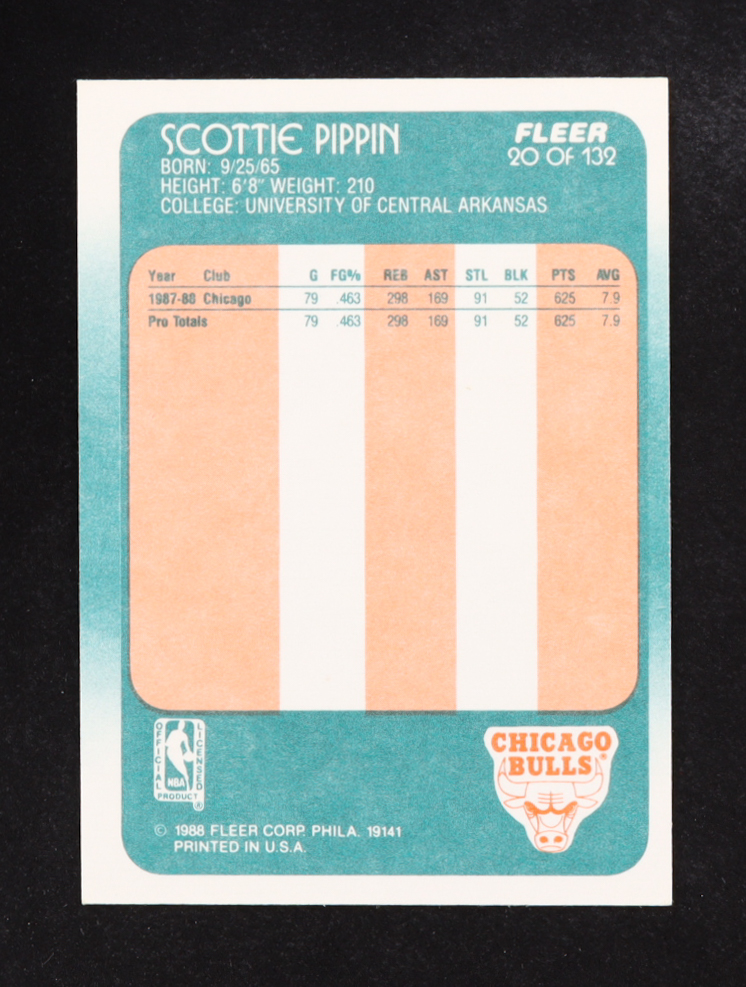 SCOTTIE PIPPIN
BORN: 9/25/65
HEIGHT: 6'8" WEIGHT: 210
COLLEGE: UNIVERSITY OF CENTRAL ARKANSAS
FLEER
20 OF 132
Year Club G FG% REB AST STL BLK PTS AVG
1987-88 Chicago 79 .463 298 169 91 52 625 7.9
Pro Totals 79 .463 298 169 91 52 625 7.9
OFFICIAL LICENSED
NBA
PRODUCT ®
CHICAGO
BULLS®
© 1988 FLEER CORP. PHILA. 19141
PRINTED IN U.S.A.